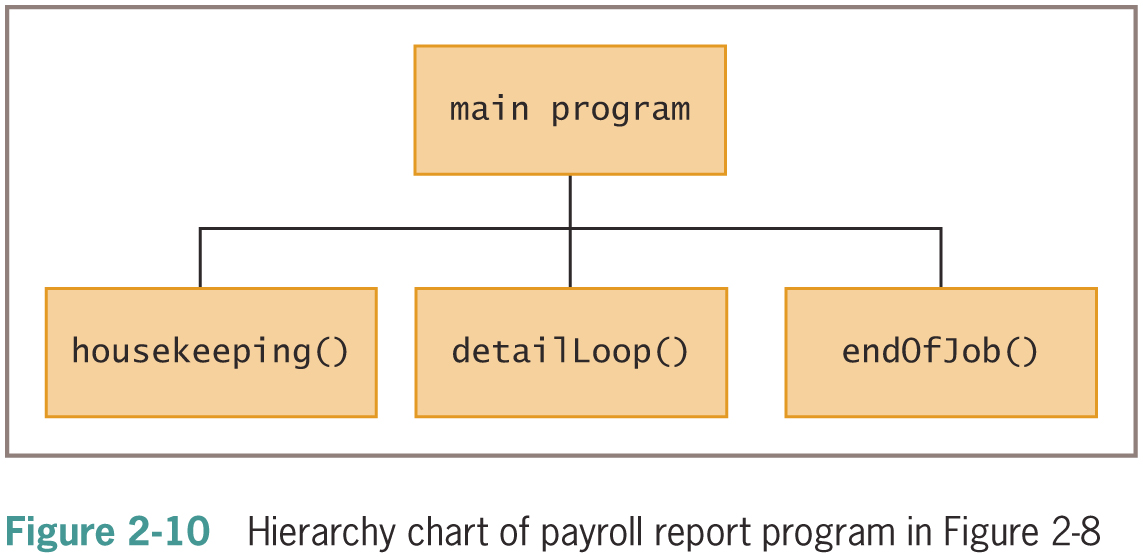 main program
housekeeping()
detailLoop()
endOfJob()
Figure 2-10 Hierarchy chart of payroll report program in Figure 2-8